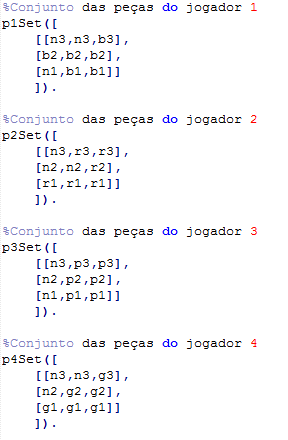 %Conjunto das peças do jogador 1
p1Set([
[[n3,n3,b3],
[b2,b2,b2],
[n1,b1,b1]]
]).
%Conjunto das peças do jogador 2
p2Set([
[[n3,r3,r3],
[n2,n2,r2],
[r1,r1,r1]]
]).
%Conjunto das peças do jogador 3
p3Set([
[[n3,p3,p3],
[n2,p2,p2],
[n1,p1,p1]]
]).
%Conjunto das peças do jogador 4
p4Set([
[[n3,n3,g3],
[n2,g2,g2],
[g1,g1,g1]]
]).